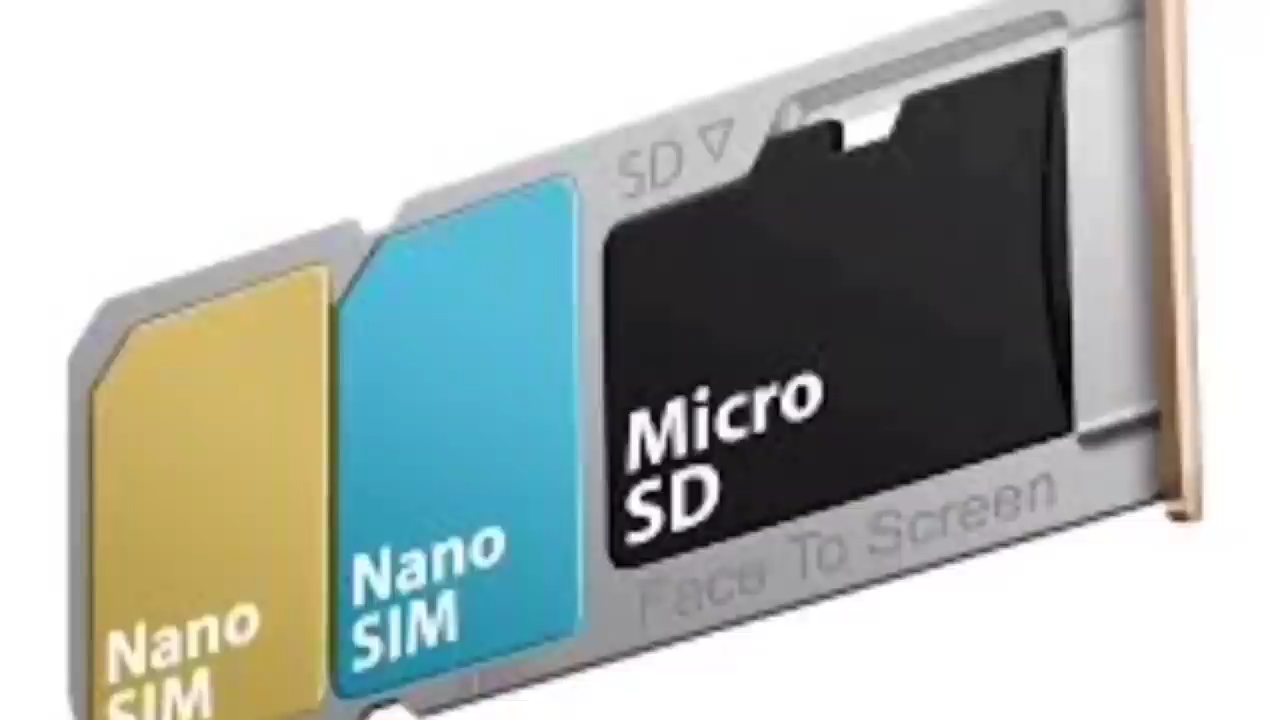 SD ▽
Micro
SD
Face To Screen
Nano
SIM
Nano
SIM